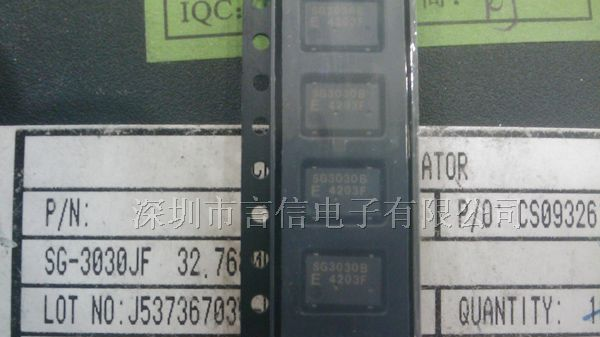 IQC:
SG3030B
E 4203F
SG3030B
E 4203F
SG3030B
E 4203F
ATOR
P/N:
P/O: CS09326
SG-3030JF 32.76
LOT NO:J53736703
QUANTITY: 1
深圳市言信电子有限公司